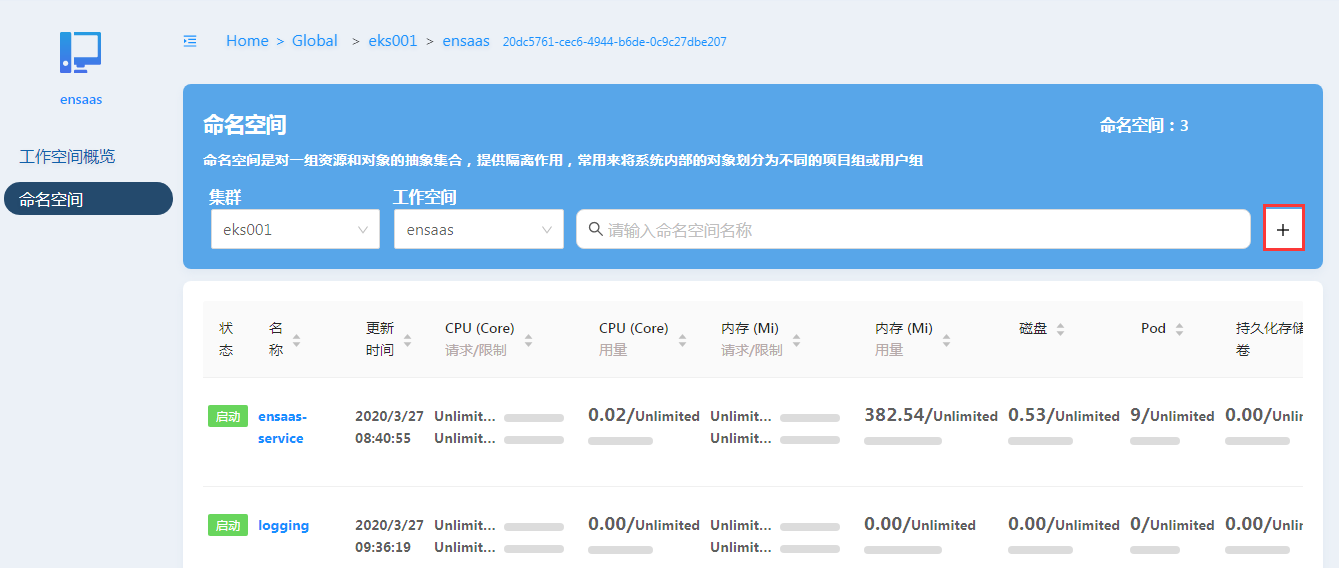 ensaas
工作空间概览
命名空间
Home > Global > eks001 > ensaas 20dc5761-cec6-4944-b6de-0c9c27dbe207
命名空间
命名空间：3
命名空间是对一组资源和对象的抽象集合，提供隔离作用，常用来将系统内部的对象划分为不同的项目组或用户组
集群 工作空间
eks001 ensaas 请输入命名空间名称 +
状态 名称 更新时间 CPU (Core) CPU (Core) 内存 (Mi) 内存 (Mi) 磁盘 Pod 持久化存储卷
请求/限制 用量 请求/限制 用量
启动 ensaas-service 2020/3/27 Unlimit... 0.02/Unlimited Unlimit... 382.54/Unlimited 0.53/Unlimited 9/Unlimited 0.00/Unlir
08:40:55 Unlimit... Unlimit...
启动 logging 2020/3/27 Unlimit... 0.00/Unlimited Unlimit... 0.00/Unlimited 0.00/Unlimited 0/Unlimited 0.00/Unlir
09:36:19 Unlimit... Unlimit...